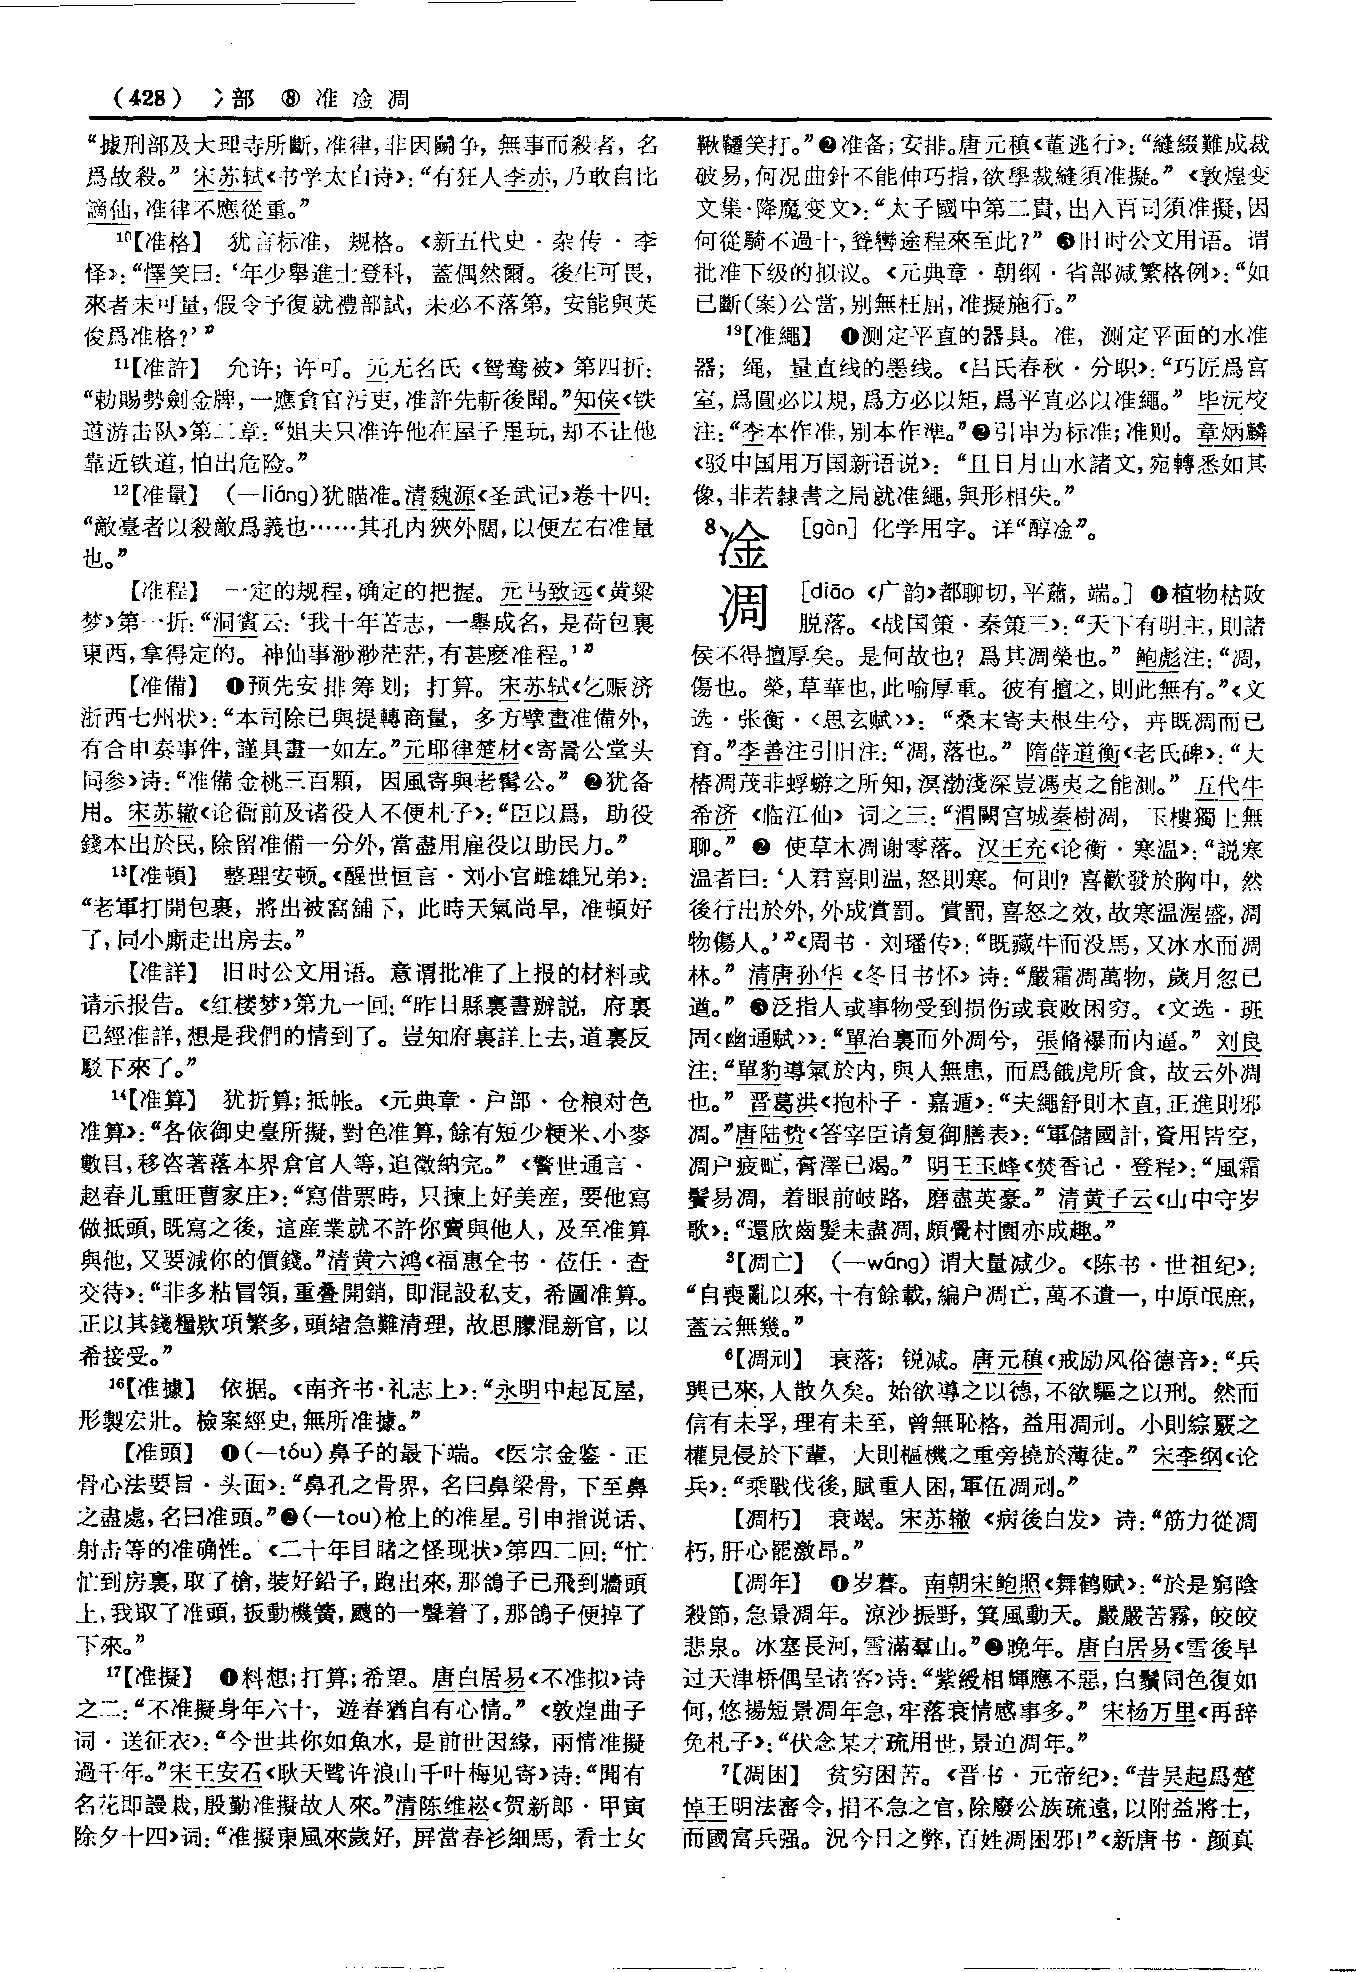 （428） 冫部 ⑧ 准 凎 凋
“據刑部及大理寺所斷，准律，非因鬭争，無事而殺者，名
爲故殺。” 宋苏轼《书学太白诗》：“有狂人李赤，乃敢自比
謫仙，准律不應從重。”
10【准格】 犹言标准，规格。《新五代史·杂传·李
怿》：“懌笑曰：‘年少舉進士登科，蓋偶然爾。後生可畏，
來者未可量，假令予復就禮部試，未必不落第，安能與英
俊爲准格？’”
11【准許】 允许；许可。元无名氏《鸳鸯被》第四折：
“勑賜勢劍金牌，一應貪官污吏，准許先斬後聞。”知侠《铁
道游击队》第二章：“姐夫只准许他在屋子里玩，却不让他
靠近铁道，怕出危险。”
12【准量】 （—liáng）犹瞄准。清魏源《圣武记》卷十四：
“敵臺者以殺敵爲義也……其孔内狹外闊，以便左右准量
也。”
【准程】 一定的规程，确定的把握。元马致远《黄粱
梦》第一折：“洞賓云：‘我十年苦志，一舉成名，是荷包裏
東西，拿得定的。神仙事渺渺茫茫，有甚麽准程。’”
【准備】 ❶预先安排筹划；打算。宋苏轼《乞赈济
浙西七州状》：“本司除已與提轉商量，多方擘畫准備外，
有合申奏事件，謹具畫一如左。”元耶律楚材《寄暠公堂头
同参》诗：“准備金桃三百顆，因風寄與老髯公。” ❷犹备
用。宋苏辙《论衙前及诸役人不便札子》：“臣以爲，助役
錢本出於民，除留准備一分外，當盡用雇役以助民力。”
13【准頓】 整理安顿。《醒世恒言·刘小官雌雄兄弟》：
“老軍打開包裹，將出被窩舖下，此時天氣尚早，准頓好
了，同小廝走出房去。”
【准詳】 旧时公文用语。意谓批准了上报的材料或
请示报告。《红楼梦》第九一回：“昨日縣裏書辦説，府裏
已經准詳，想是我們的情到了。豈知府裏詳上去，道裏反
駁下來了。”
14【准算】 犹折算；抵帐。《元典章·户部·仓粮对色
准算》：“各依御史臺所擬，對色准算，餘有短少粳米、小麥
數目，移咨著落本界倉官人等，追徵納完。”《警世通言·
赵春儿重旺曹家庄》：“寫借票時，只揀上好美産，要他寫
做抵頭，既寫之後，這産業就不許你賣與他人，及至准算
與他，又要減你的價錢。”清黄六鸿《福惠全书·莅任·查
交待》：“非多粘冒領，重叠開銷，即混設私支，希圖准算。
正以其錢糧欵項繁多，頭緒急難清理，故思朦混新官，以
希接受。”
16【准據】 依据。《南齐书·礼志上》：“永明中起瓦屋，
形製宏壯。檢案經史，無所准據。”
【准頭】 ❶（—tóu）鼻子的最下端。《医宗金鉴·正
骨心法要旨·头面》：“鼻孔之骨界，名曰鼻梁骨，下至鼻
之盡處，名曰准頭。”❷（—tou）枪上的准星。引申指说话、
射击等的准确性。《二十年目睹之怪现状》第四二回：“忙
忙到房裏，取了槍，裝好鉛子，跑出來，那鴿子已飛到牆頭
上，我取了准頭，扳動機簧，颼的一聲着了，那鴿子便掉了
下來。”
17【准擬】 ❶料想；打算；希望。唐白居易《不准拟》诗
之二：“不准擬身年六十，遊春猶自有心情。”《敦煌曲子
词·送征衣》：“今世共你如魚水，是前世因緣，兩情准擬
過千年。”宋王安石《耿天骘许浪山千叶梅见寄》诗：“聞有
名花即謾栽，殷勤准擬故人來。”清陈维崧《贺新郎·甲寅
除夕十四》词：“准擬東風來歲好，屏當春衫細馬，看士女
鞦韆笑打。”❷准备；安排。唐元稹《董逃行》：“縫綴難成裁
破易，何况曲針不能伸巧指，欲學裁縫須准擬。”《敦煌变
文集·降魔变文》：“太子國中第二貴，出入百司須准擬，因
何從騎不過十，聳轡途程來至此？” ❸旧时公文用语。谓
批准下级的拟议。《元典章·朝纲·省部减繁格例》：“如
已斷（案）公當，别無枉屈，准擬施行。”
19【准繩】 ❶测定平直的器具。准，测定平面的水准
器；绳，量直线的墨线。《吕氏春秋·分职》：“巧匠爲宫
室，爲圓必以規，爲方必以矩，爲平直必以准繩。” 毕沅校
注：“李本作准，别本作準。”❷引申为标准；准则。章炳麟
《驳中国用万国新语说》：“且日月山水諸文，宛轉悉如其
像，非若隸書之局就准繩，與形相失。”
8凎 ［gàn］ 化学用字。详“醇凎”。
凋 ［diāo《广韵》都聊切，平蕭，端。］ ❶植物枯败
脱落。《战国策·秦策三》：“天下有明主，則諸
侯不得擅厚矣。是何故也？爲其凋榮也。” 鲍彪注：“凋，
傷也。榮，草華也，此喻厚重。彼有擅之，則此無有。”《文
选·张衡·〈思玄赋〉》：“桑末寄夫根生兮，卉既凋而已
育。”李善注引旧注：“凋，落也。” 隋薛道衡《老氏碑》：“大
椿凋茂非蜉蝣之所知，溟渤淺深豈馮夷之能測。” 五代牛
希济《临江仙》词之三：“渭闕宫城秦樹凋，玉樓獨上無
聊。” ❷ 使草木凋谢零落。汉王充《论衡·寒温》：“説寒
温者曰：‘人君喜則温，怒則寒。何則？喜歡發於胸中，然
後行出於外，外成賞罰。賞罰，喜怒之效，故寒温渥盛，凋
物傷人。’”《周书·刘璠传》：“既藏牛而没馬，又冰木而凋
林。” 清唐孙华《冬日书怀》诗：“嚴霜凋萬物，歲月忽已
遒。” ❸泛指人或事物受到损伤或衰败困穷。《文选·班
固〈幽通赋〉》：“單治裏而外凋兮，張脩襮而内逼。” 刘良
注：“單豹導氣於内，與人無患，而爲餓虎所食，故云外凋
也。” 晋葛洪《抱朴子·嘉遁》：“夫繩舒則木直，正進則邪
凋。”唐陆贽《答宰臣请复御膳表》：“軍儲國計，資用皆空，
凋户疲甿，膏澤已竭。” 明王玉峰《焚香记·登程》：“風霜
鬢易凋，着眼前岐路，磨盡英豪。” 清黄子云《山中守岁
歌》：“還欣齒髮未盡凋，頗覺村園亦成趣。”
3【凋亡】 （—wáng）谓大量减少。《陈书·世祖纪》：
“自喪亂以來，十有餘載，編户凋亡，萬不遺一，中原氓庶，
蓋云無幾。”
6【凋刓】 衰落；锐减。唐元稹《戒励风俗德音》：“兵
興已來，人散久矣。始欲導之以德，不欲驅之以刑。然而
信有未孚，理有未至，曾無恥格，益用凋刓。小則綜覈之
權見侵於下輩，大則樞機之重旁撓於薄徒。” 宋李纲《论
兵》：“乘戰伐後，賦重人困，軍伍凋刓。”
【凋朽】 衰竭。宋苏辙《病後白发》诗：“筋力從凋
朽，肝心罷激昂。”
【凋年】 ❶岁暮。南朝宋鲍照《舞鹤赋》：“於是窮陰
殺節，急景凋年。涼沙振野，箕風動天。嚴嚴苦霧，皎皎
悲泉。冰塞長河，雪滿羣山。”❷晚年。唐白居易《雪後早
过天津桥偶呈诸客》诗：“紫綬相輝應不惡，白鬚同色復如
何，悠揚短景凋年急，牢落衰情感事多。” 宋杨万里《再辞
免札子》：“伏念某才疏用世，景迫凋年。”
7【凋困】 贫穷困苦。《晋书·元帝纪》：“昔吴起爲楚
悼王明法審令，捐不急之官，除廢公族疏遠，以附益將士，
而國富兵强。況今日之弊，百姓凋困邪！”《新唐书·颜真